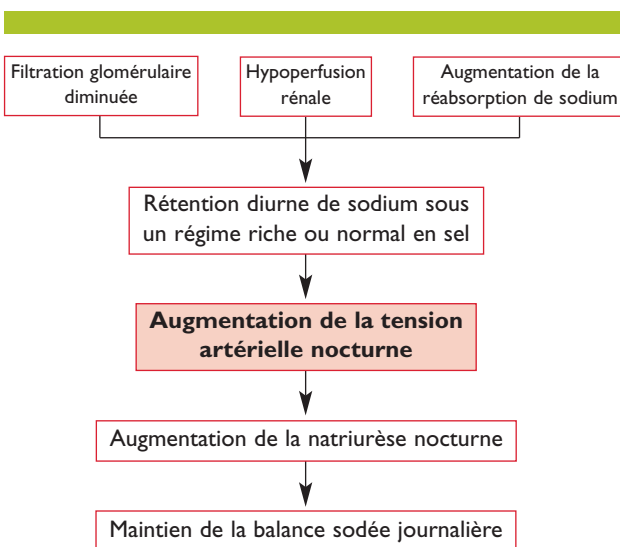 Filtration glomérulaire
diminuée
Hypoperfusion
rénale
Augmentation de la
réabsorption de sodium
Rétention diurne de sodium sous
un régime riche ou normal en sel
Augmentation de la tension
artérielle nocturne
Augmentation de la natriurèse nocturne
Maintien de la balance sodée journalière